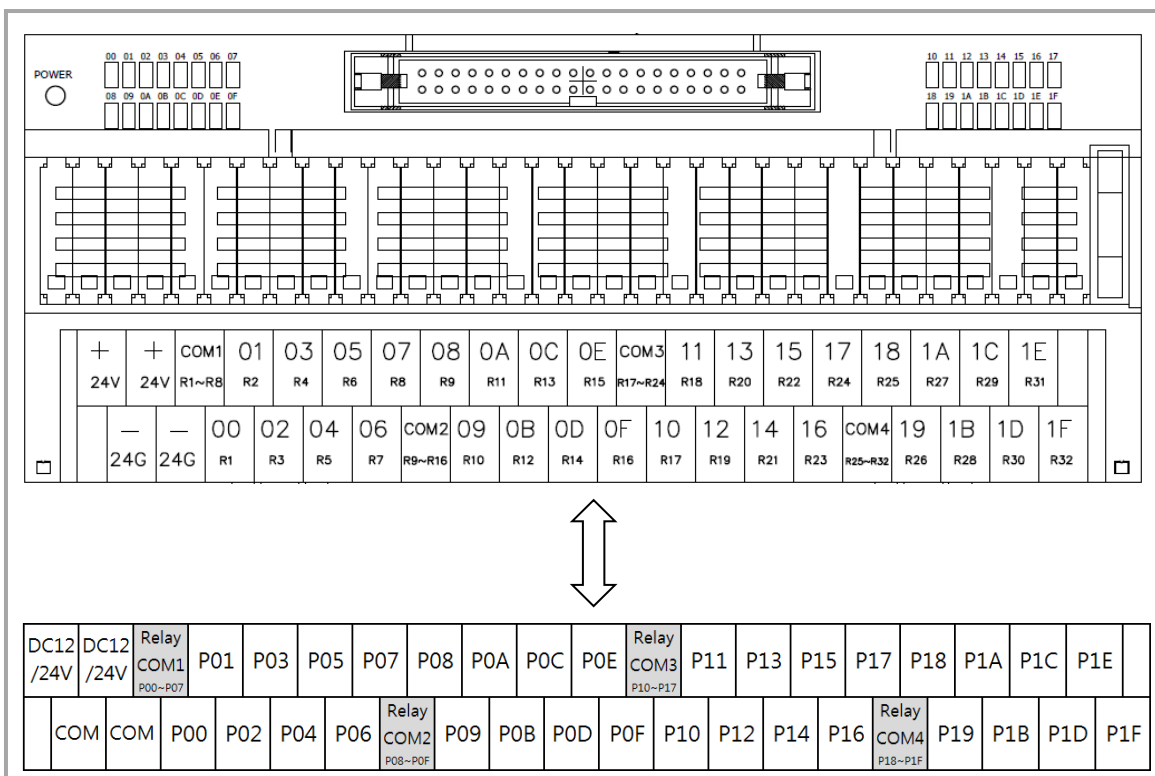 00 01 02 03 04 05 06 07
10 11 12 13 14 15 16 17
POWER
08 09 0A 0B 0C 0D 0E 0F
18 19 1A 1B 1C 1D 1E 1F
+ + COM1 01 03 05 07 08 0A 0C 0E COM3 11 13 15 17 18 1A 1C 1E
24V 24V R1~R8 R2 R4 R6 R8 R9 R11 R13 R15 R17~R24 R18 R20 R22 R24 R25 R27 R29 R31
− − 00 02 04 06 COM2 09 0B 0D 0F 10 12 14 16 COM4 19 1B 1D 1F
24G 24G R1 R3 R5 R7 R9~R16 R10 R12 R14 R16 R17 R19 R21 R23 R25~R32 R26 R28 R30 R32
DC12 /24V DC12 /24V Relay COM1 P00~P07 P01 P03 P05 P07 P08 P0A P0C P0E Relay COM3 P10~P17 P11 P13 P15 P17 P18 P1A P1C P1E
COM COM P00 P02 P04 P06 Relay COM2 P08~P0F P09 P0B P0D P0F P10 P12 P14 P16 Relay COM4 P18~P1F P19 P1B P1D P1F